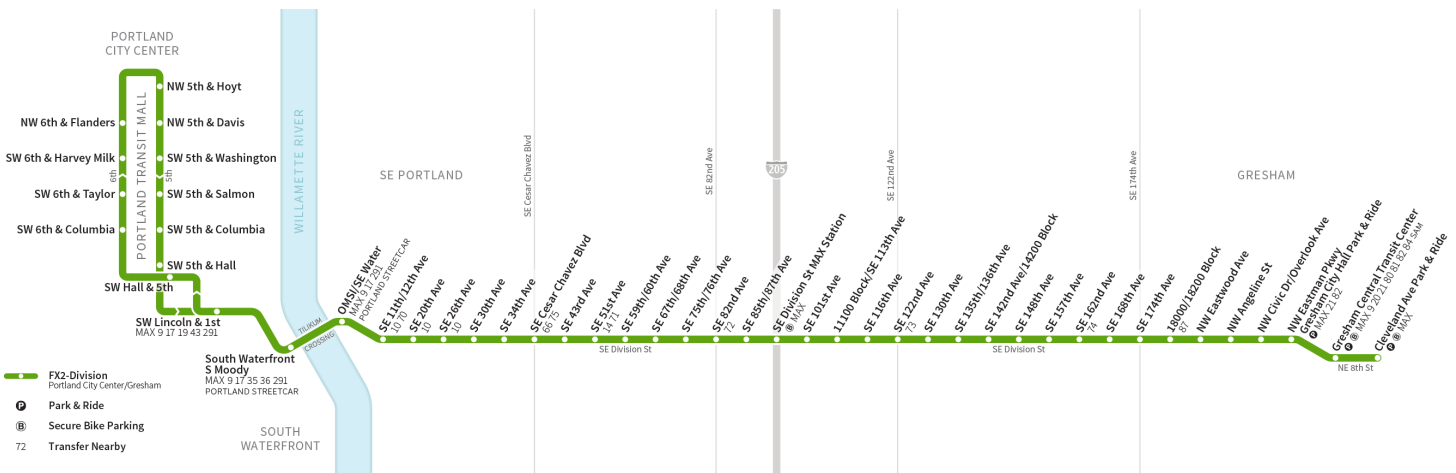 PORTLAND
CITY CENTER
NW 5th & Hoyt
NW 6th & Flanders
NW 5th & Davis
SW 6th & Harvey Milk
SW 5th & Washington
6th
5th
SW 6th & Taylor
SW 5th & Salmon
SW 6th & Columbia
SW 5th & Columbia
PORTLAND TRANSIT MALL
SW 5th & Hall
SW Hall & 5th
SW Lincoln & 1st
MAX 9 17 19 43 291
South Waterfront
S Moody
MAX 9 17 35 36 291
PORTLAND STREETCAR
WILLAMETTE RIVER
TILIKUM
CROSSING
SOUTH
WATERFRONT
SE PORTLAND
SE Cesar Chavez Blvd
SE 82nd Ave
205
SE 122nd Ave
SE 174th Ave
GRESHAM
OMSI/SE Water
MAX 9 17 291
PORTLAND STREETCAR
SE 11th/12th Ave
10 70
SE 20th Ave
10
SE 26th Ave
10
SE 30th Ave
SE 34th Ave
SE Cesar Chavez Blvd
66 75
SE 43rd Ave
SE 51st Ave
14 71
SE 59th/60th Ave
SE 67th/68th Ave
SE 75th/76th Ave
SE 82nd Ave
72
SE 85th/87th Ave
SE Division St MAX Station
B MAX
SE 101st Ave
11100 Block/SE 113th Ave
SE 116th Ave
SE 122nd Ave
73
SE 130th Ave
SE 135th/136th Ave
SE 142nd Ave/14200 Block
SE 148th Ave
SE 157th Ave
SE 162nd Ave
74
SE 168th Ave
SE 174th Ave
18000/18200 Block
87
NW Eastwood Ave
NW Angeline St
NW Civic Dr/Overlook Ave
NW Eastman Pkwy
Gresham City Hall Park & Ride
P MAX 21 82
Gresham Central Transit Center
P B MAX 9 20 21 80 81 82 84 SAM
Cleveland Ave Park & Ride
P B MAX
SE Division St
SE Division St
NE 8th St
FX2-Division
Portland City Center/Gresham
P Park & Ride
B Secure Bike Parking
72 Transfer Nearby